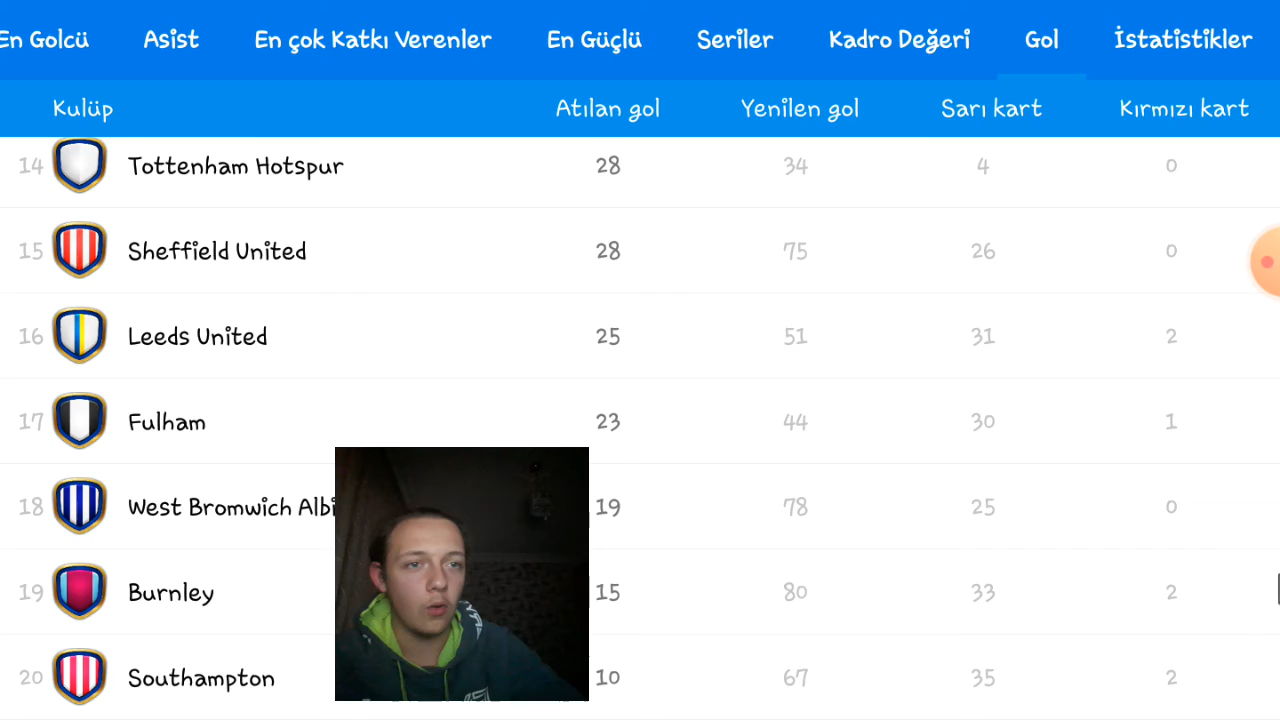 En Golcü Asist En çok Katkı Verenler En Güçlü Seriler Kadro Değeri Gol İstatistikler
Kulüp Atılan gol Yenilen gol Sarı kart Kırmızı kart
14 Tottenham Hotspur 28 34 4 0
15 Sheffield United 28 75 26 0
16 Leeds United 25 51 31 2
17 Fulham 23 44 30 1
18 West Bromwich Albi 19 78 25 0
19 Burnley 15 80 33 2
20 Southampton 10 67 35 2